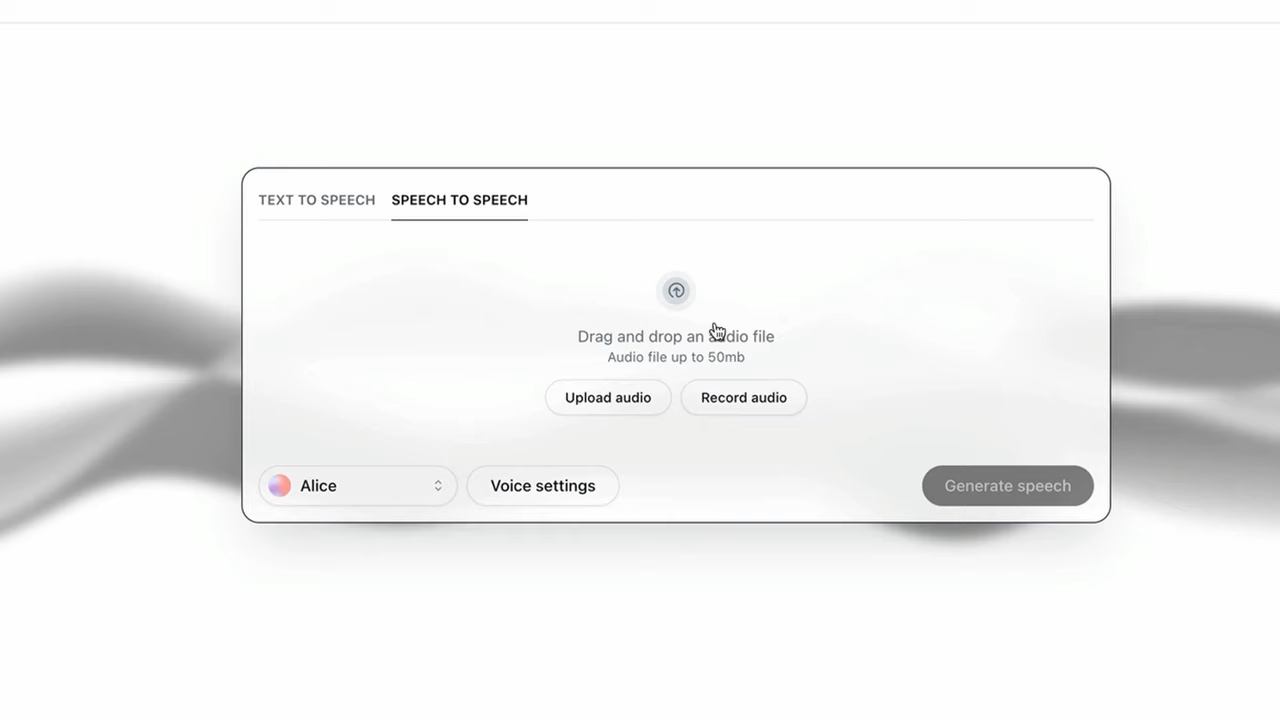 TEXT TO SPEECH SPEECH TO SPEECH
Drag and drop an audio file
Audio file up to 50mb
Upload audio Record audio
Alice Voice settings Generate speech